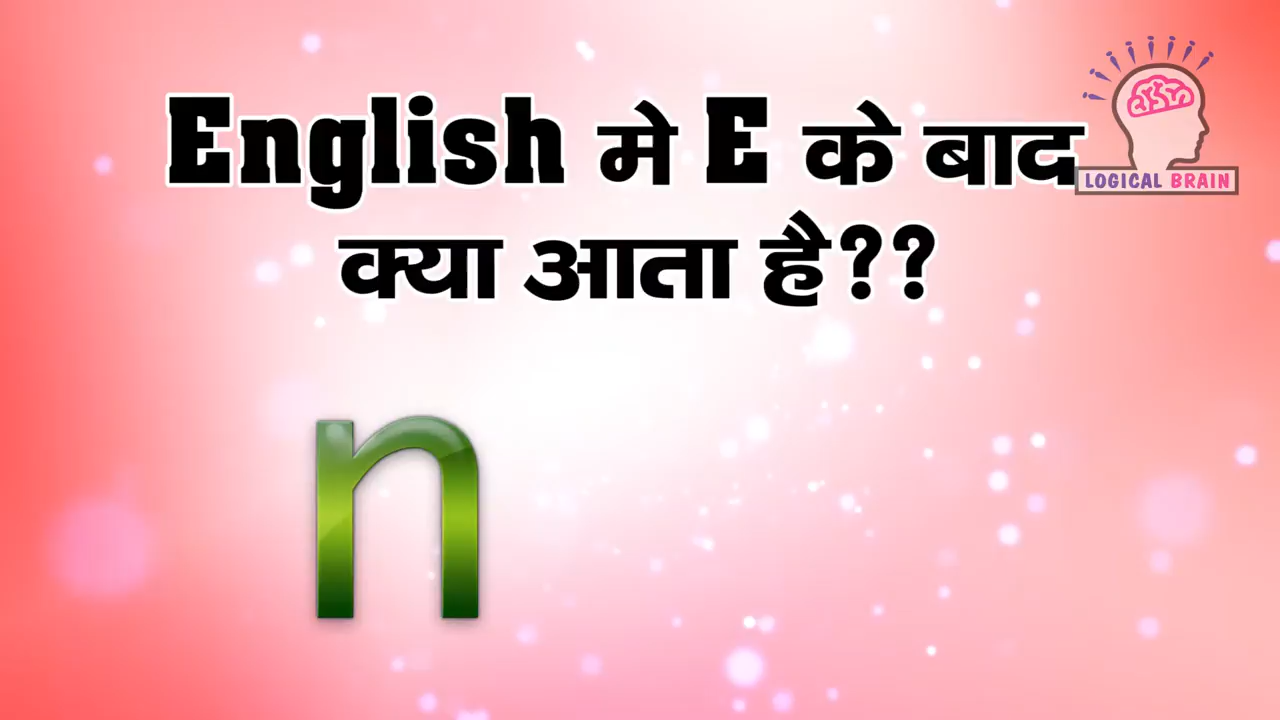 English मे E के बाद
क्या आता है??
LOGICAL BRAIN
n